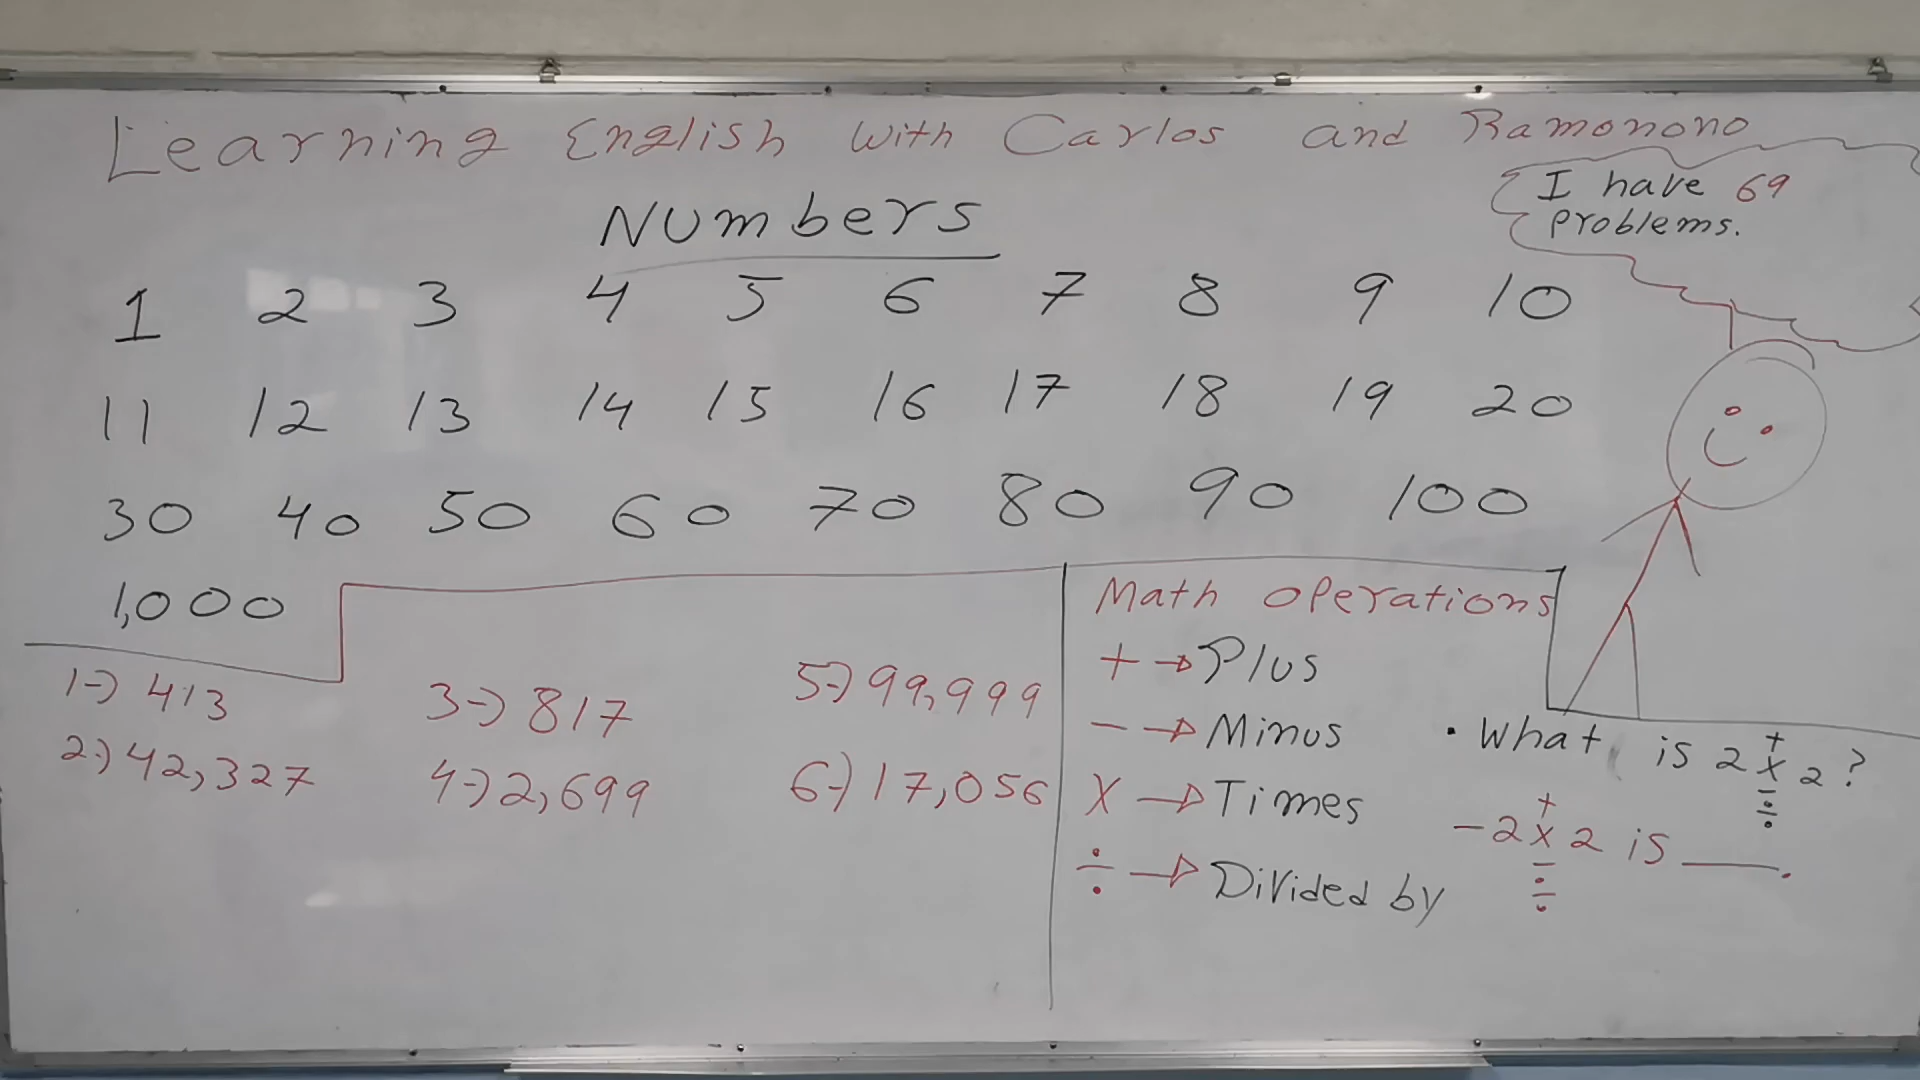 Learning English with Carlos and Ramonono
I have 69
problems.
Numbers
1 2 3 4 5 6 7 8 9 10
11 12 13 14 15 16 17 18 19 20
30 40 50 60 70 80 90 100
1,000
1-) 413
2-) 42,327
3-) 817
4-) 2,699
5-) 99,999
6-) 17,056
Math operations
+ → Plus
- → Minus
x → Times
÷ → Divided by
• What is 2 + x - ÷ 2?
- 2 + x - ÷ 2 is ____.